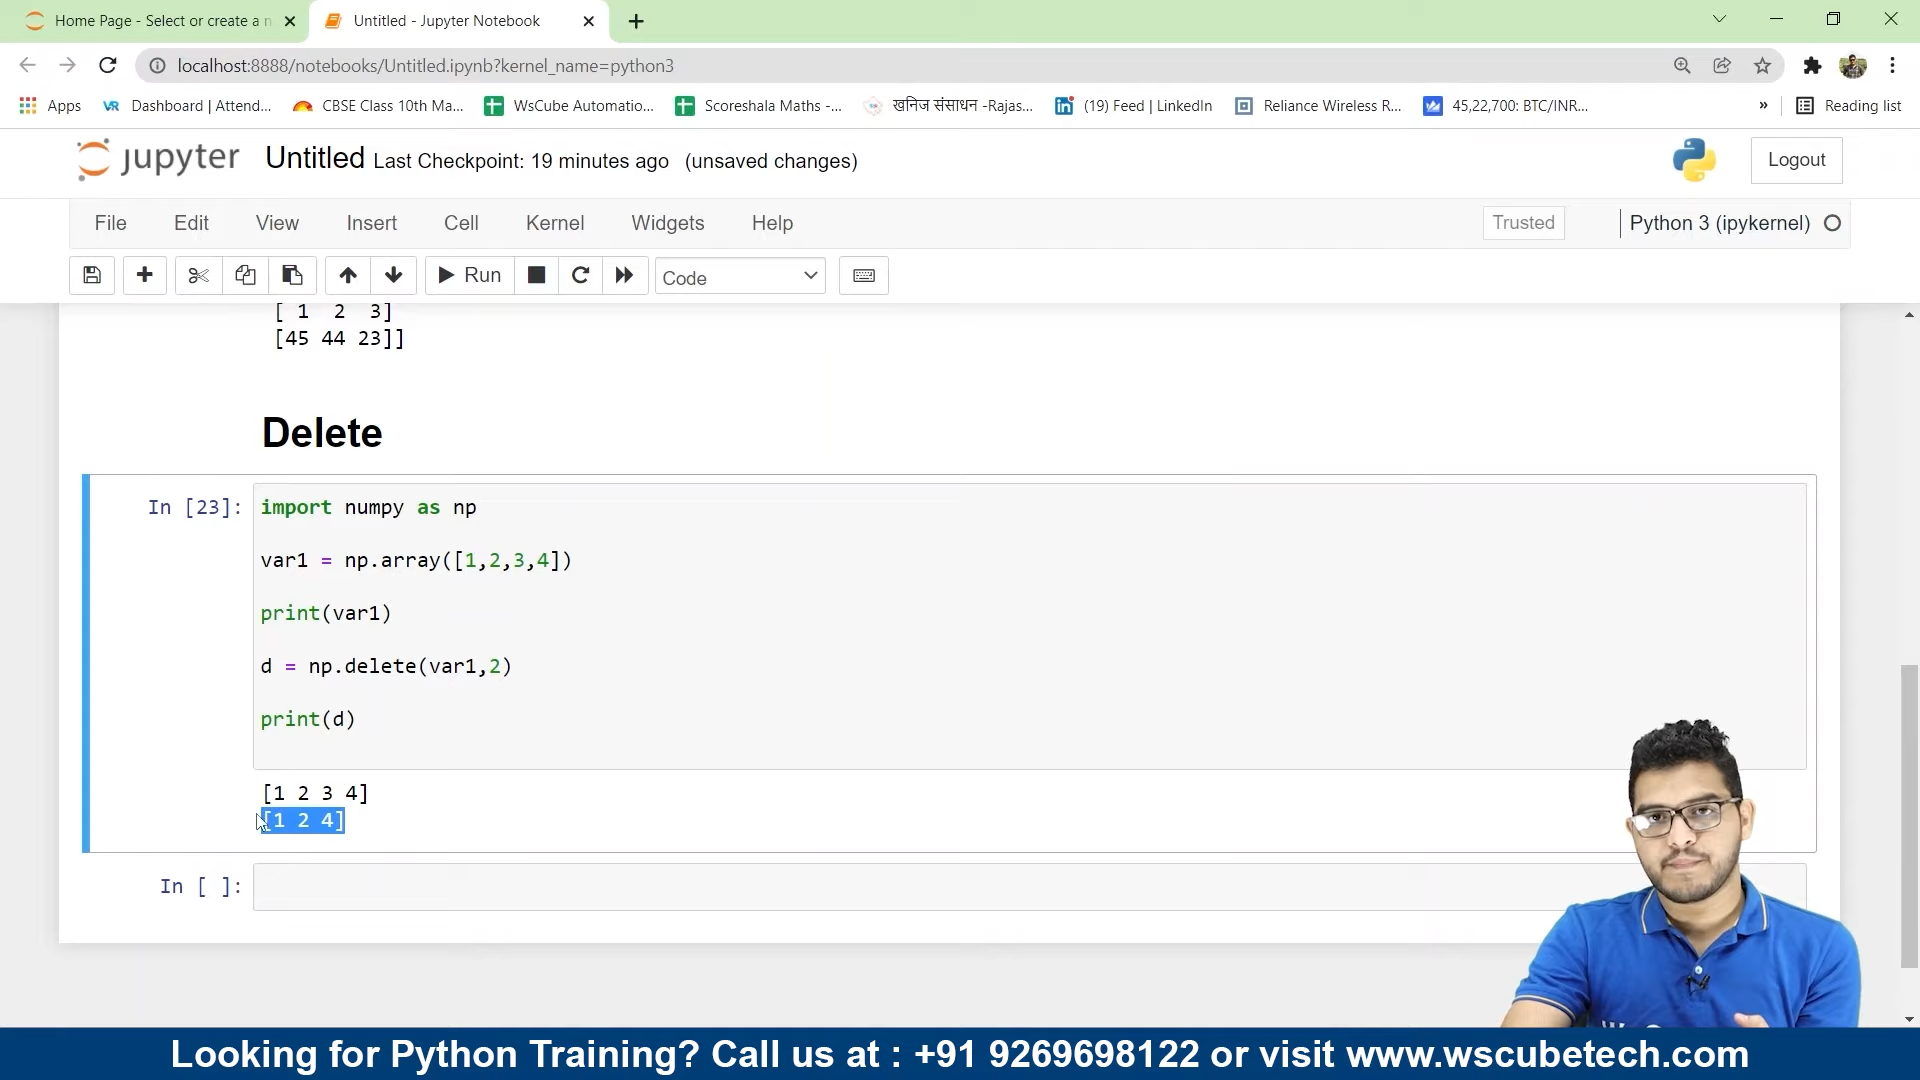 Home Page - Select or create a n
Untitled - Jupyter Notebook
localhost:8888/notebooks/Untitled.ipynb?kernel_name=python3
Apps
VR Dashboard | Attend...
CBSE Class 10th Ma...
WsCube Automatio...
Scoreshala Maths -...
खनिज संसाधन -Rajas...
(19) Feed | LinkedIn
Reliance Wireless R...
45,22,700: BTC/INR...
»
Reading list
jupyter Untitled Last Checkpoint: 19 minutes ago (unsaved changes)
Logout
File Edit View Insert Cell Kernel Widgets Help
Trusted
Python 3 (ipykernel)
Run
Code
[ 1 2 3]
[45 44 23]]
Delete
In [23]:
import numpy as np
var1 = np.array([1,2,3,4])
print(var1)
d = np.delete(var1,2)
print(d)
[1 2 3 4]
[1 2 4]
In [ ]:
Looking for Python Training? Call us at : +91 9269698122 or visit www.wscubetech.com